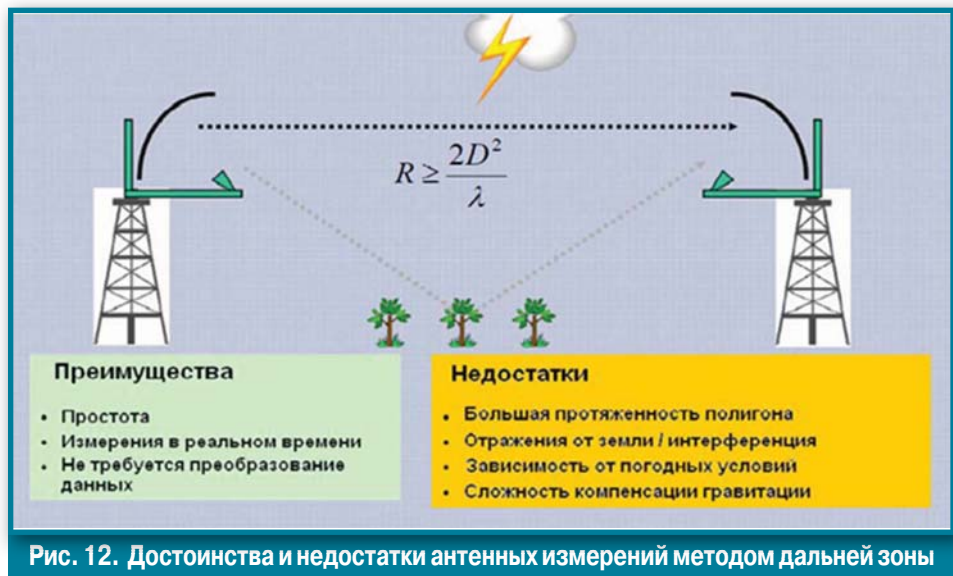 R ≥ 2D² / λ
Преимущества
• Простота
• Измерения в реальном времени
• Не требуется преобразование
данных
Недостатки
• Большая протяженность полигона
• Отражения от земли / интерференция
• Зависимость от погодных условий
• Сложность компенсации гравитации
Рис. 12. Достоинства и недостатки антенных измерений методом дальней зоны